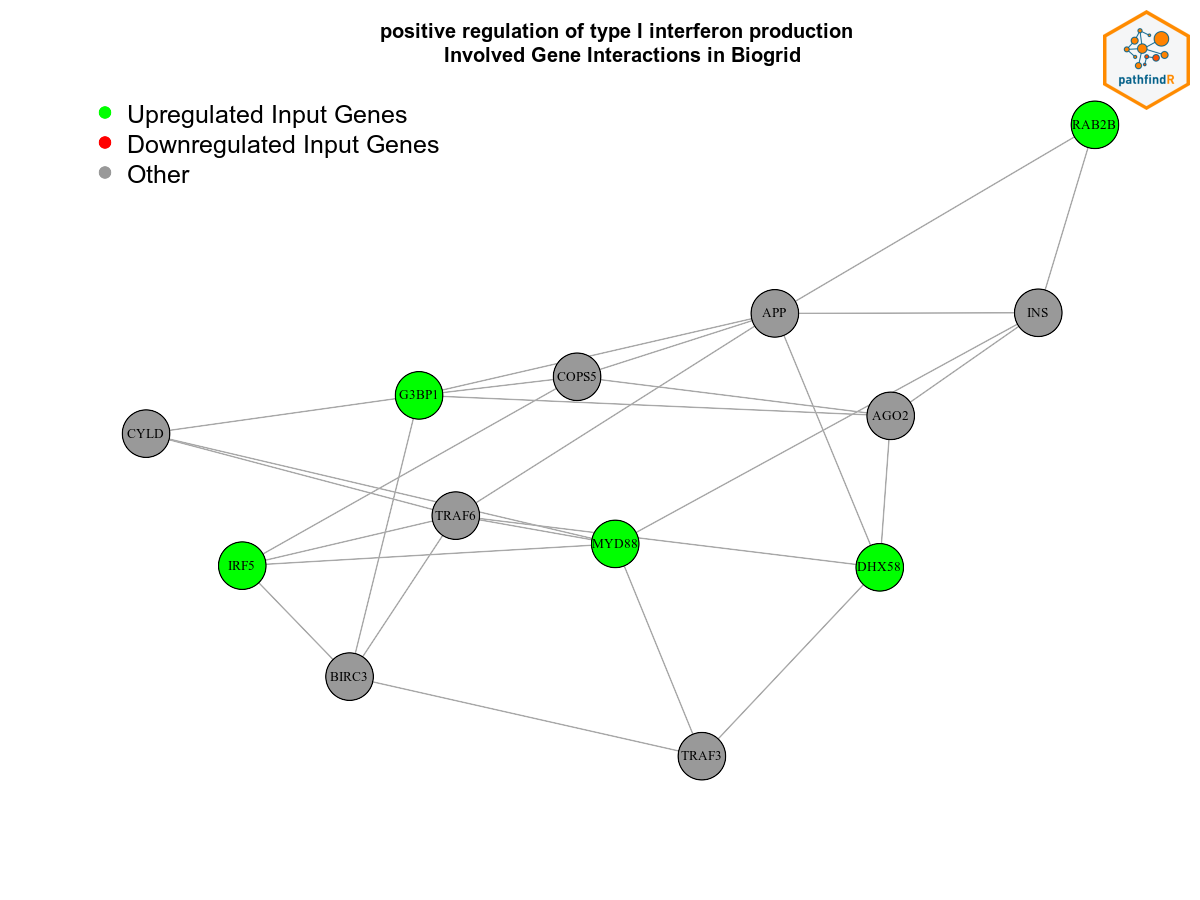 positive regulation of type I interferon production
Involved Gene Interactions in Biogrid
pathfindR
Upregulated Input Genes
Downregulated Input Genes
Other
RAB2B
APP
INS
COPS5
G3BP1
AGO2
CYLD
TRAF6
MYD88
IRF5
DHX58
BIRC3
TRAF3